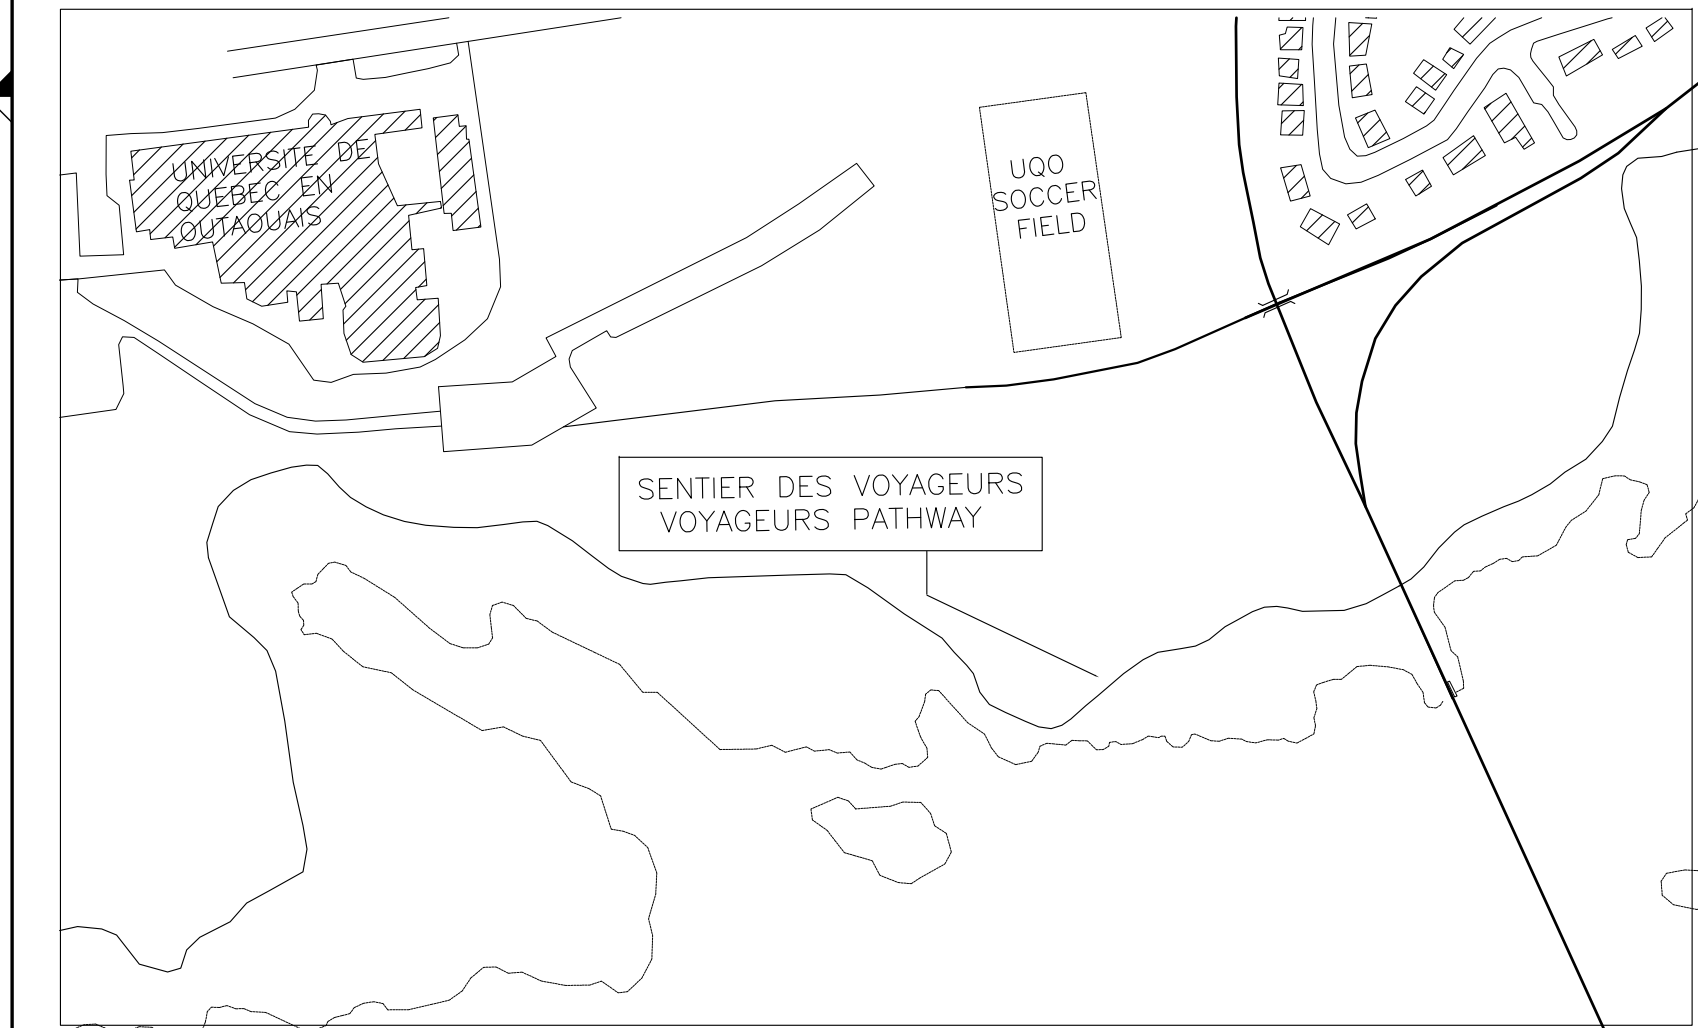 UNIVERSITE DE
QUEBEC EN
OUTAOUAIS
UQO
SOCCER
FIELD
SENTIER DES VOYAGEURS
VOYAGEURS PATHWAY